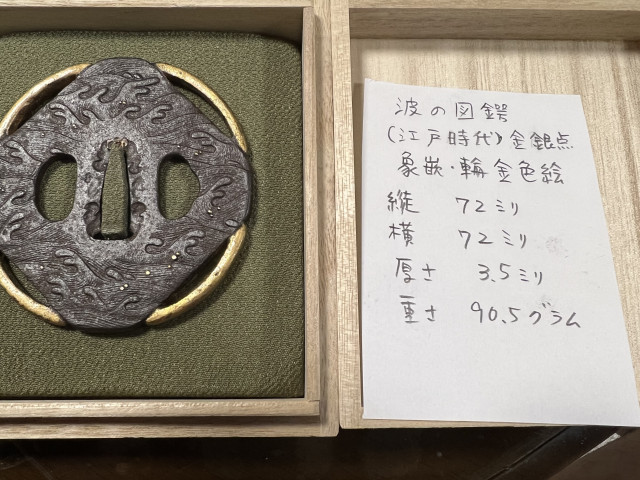 波の図鍔
(江戸時代)金銀点
象嵌・輪金色絵
縦 72ミリ
横 72ミリ
厚さ 3.5ミリ
重さ 90.5グラム